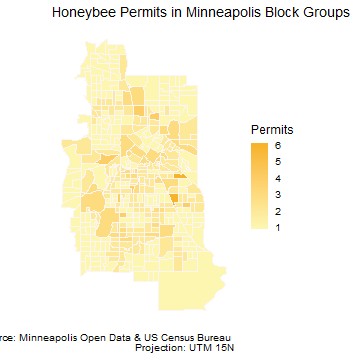 Honeybee Permits in Minneapolis Block Groups
Permits
6
5
4
3
2
1
rce: Minneapolis Open Data & US Census Bureau
Projection: UTM 15N